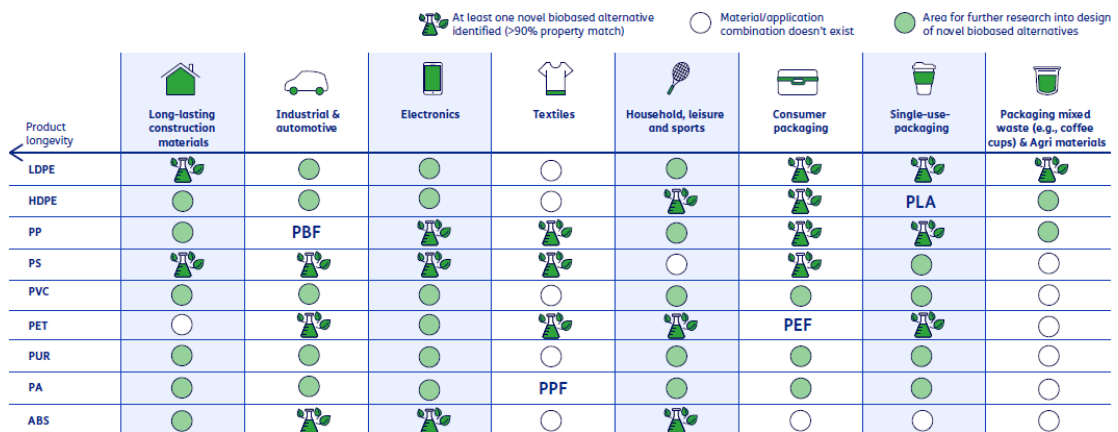 At least one novel biobased alternative
identified (>90% property match)
Material/application
combination doesn't exist
Area for further research into design
of novel biobased alternatives
Product
longevity
Long-lasting
construction
materials
Industrial &
automotive
Electronics
Textiles
Household, leisure
and sports
Consumer
packaging
Single-use-
packaging
Packaging mixed
waste (e.g., coffee
cups) & Agri materials
LDPE
HDPE PLA
PP PBF
PS
PVC
PET PEF
PUR
PA PPF
ABS